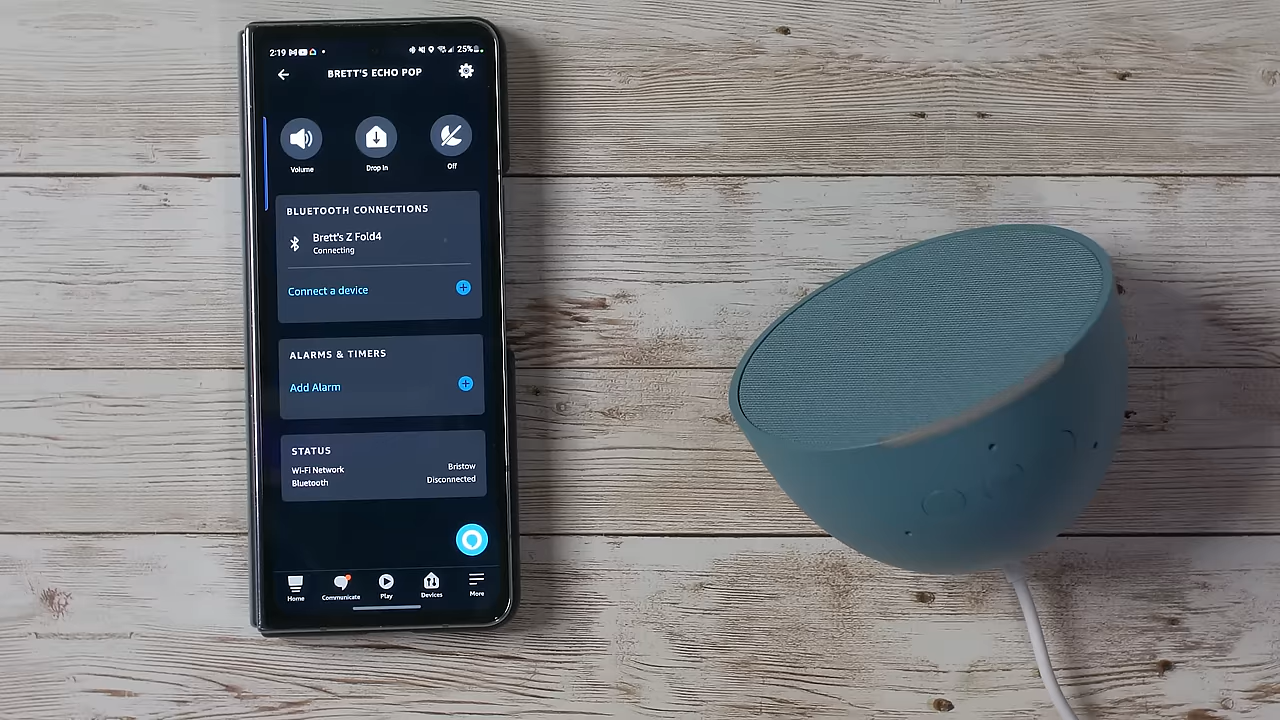 2:19 25%
BRETT'S ECHO POP
Volume Drop In Off
BLUETOOTH CONNECTIONS
Brett's Z Fold4
Connecting
Connect a device
ALARMS & TIMERS
Add Alarm
STATUS
Wi-Fi Network Bristow
Bluetooth Disconnected
Home Communicate Play Devices More